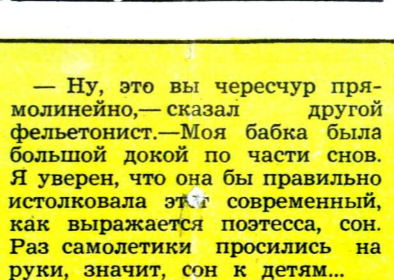 — Ну, это вы чересчур пря-
молинейно,— сказал другой
фельетонист.—Моя бабка была
большой докой по части снов.
Я уверен, что она бы правильно
истолковала этот современный,
как выражается поэтесса, сон.
Раз самолетики просились на
руки, значит, сон к детям...